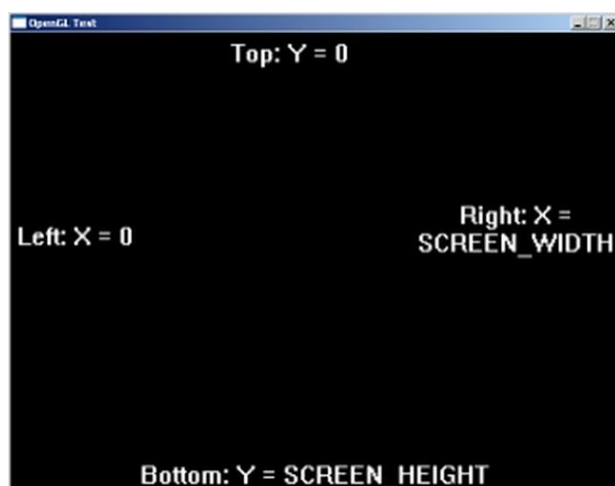 OpenGL Test
Top: Y = 0
Left: X = 0
Right: X =
SCREEN_WIDTH
Bottom: Y = SCREEN_HEIGHT